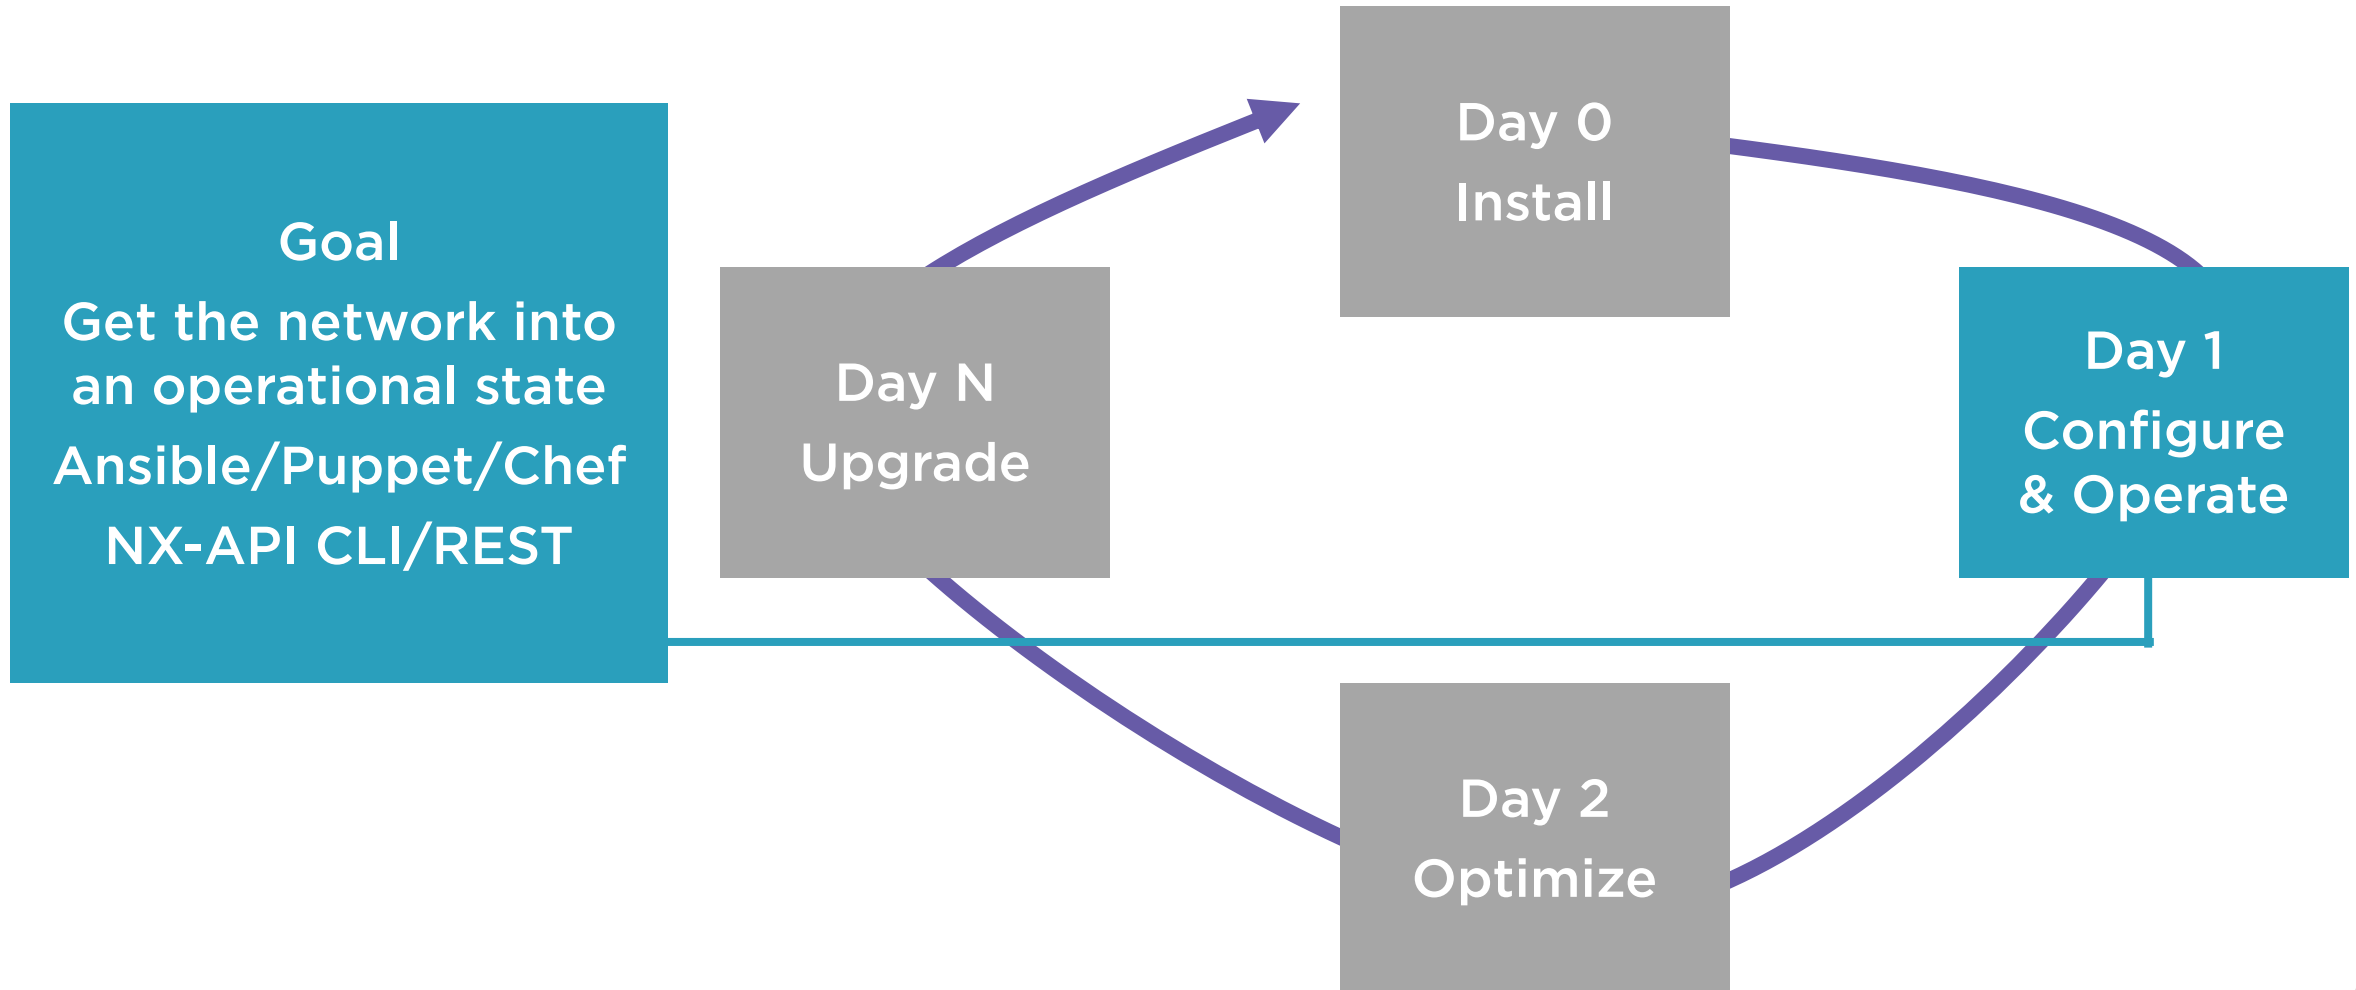 Goal
Get the network into
an operational state
Ansible/Puppet/Chef
NX-API CLI/REST
Day 0
Install
Day 1
Configure
& Operate
Day 2
Optimize
Day N
Upgrade